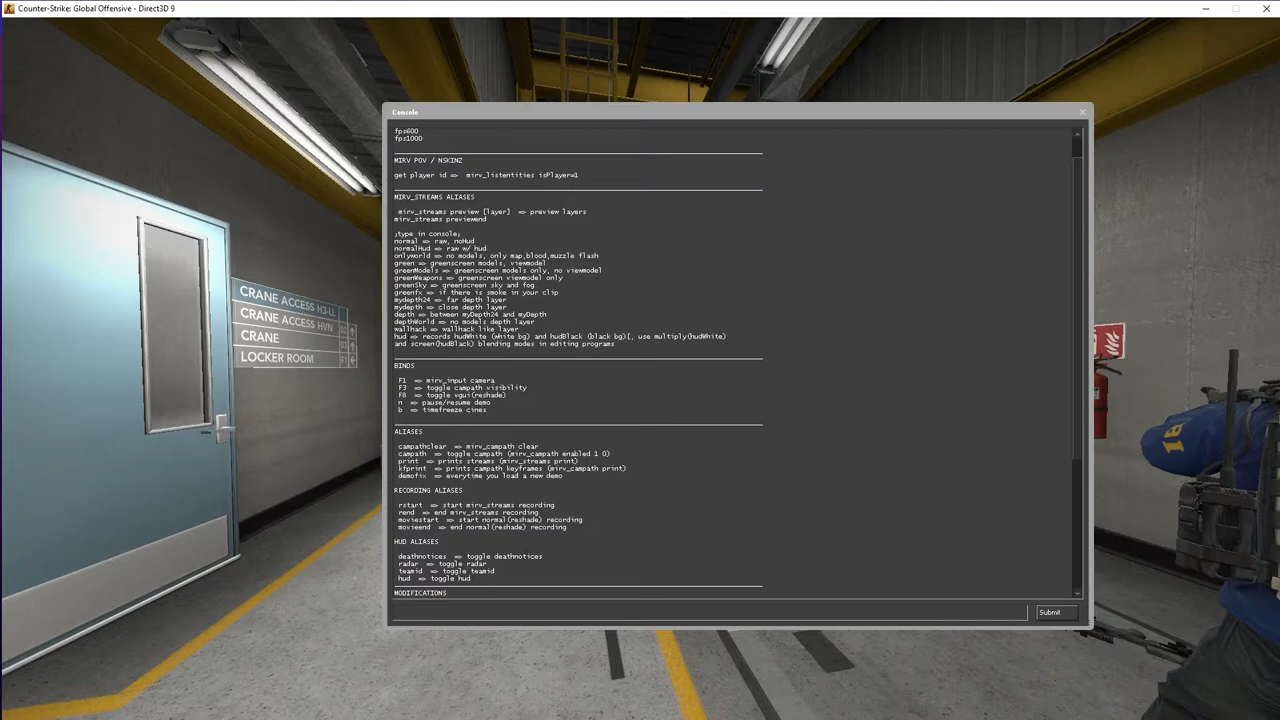 Counter-Strike: Global Offensive - Direct3D 9
Console
fps600
fps1000
MIRV POV / NSKINZ
get player id => mirv_listentities isPlayer=1
MIRV_STREAMS ALIASES
mirv_streams preview [layer] => preview layers
mirv_streams previewend
;type in console;
normal => raw, noHud
normalHud => raw w/ hud
onlyworld => no models, only map,blood,muzzle flash
green => greenscreen models, viewmodel
greenModels => greenscreen models only, no viewmodel
greenWeapons => greenscreen viewmodel only
greenSky => greenscreen sky and fog
greenfx => if there is smoke in your clip
mydepth24 => far depth layer
mydepth => close depth layer
depth => between myDepth24 and myDepth
depthWorld => no models depth layer
wallhack => wallhack like layer
hud => records hudWhite (white bg) and hudBlack (black bg)[, use multiply(hudWhite)
and screen(hudBlack) blending modes in editing programs
BINDS
F1 => mirv_input camera
F3 => toggle campath visibility
F8 => toggle vgui(reshade)
n => pause/resume demo
b => timefreeze cines
ALIASES
campathclear => mirv_campath clear
campath => toggle campath (mirv_campath enabled 1 0)
print => prints streams (mirv_streams print)
kfprint => prints campath keyframes (mirv_campath print)
demofix => everytime you load a new demo
RECORDING ALIASES
rstart => start mirv_streams recording
rend => end mirv_streams recording
moviestart => start normal(reshade) recording
movieend => end normal(reshade) recording
HUD ALIASES
deathnotices => toggle deathnotices
radar => toggle radar
teamid => toggle teamid
hud => toggle hud
MODIFICATIONS
Submit
CRANE ACCESS H3-LL
CRANE ACCESS HVN
CRANE
LOCKER ROOM